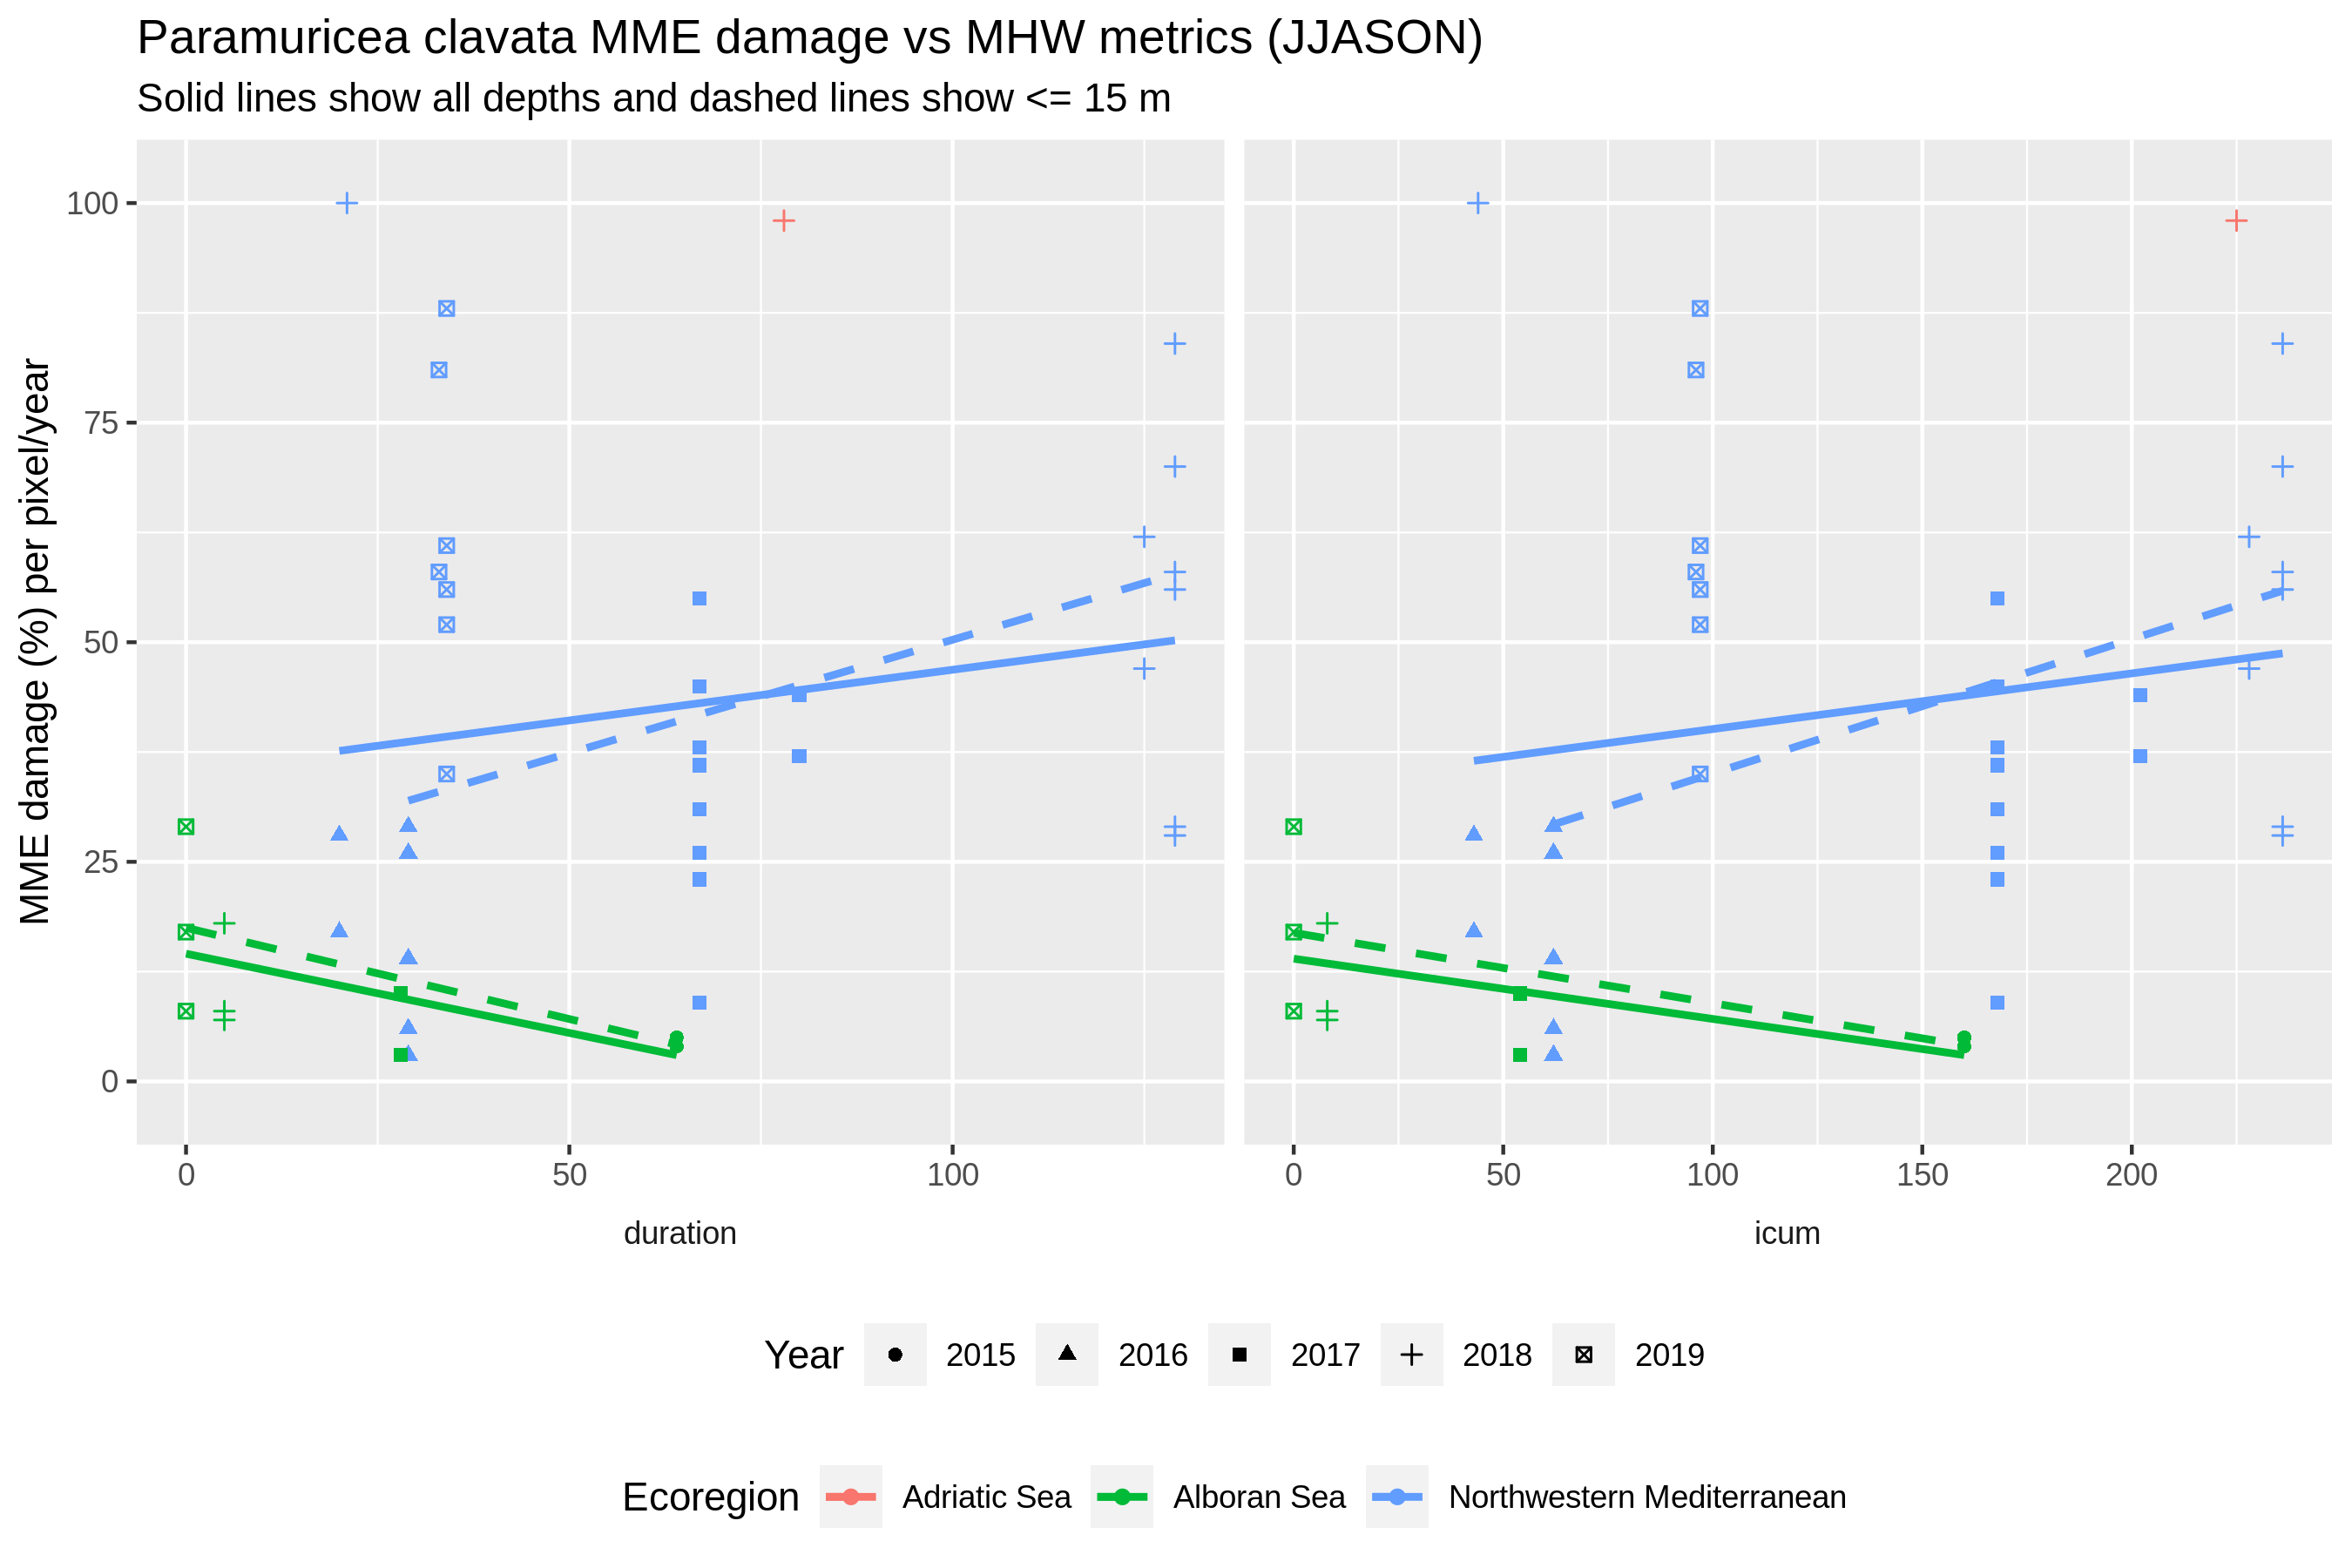 Paramuricea clavata MME damage vs MHW metrics (JJASON)
Solid lines show all depths and dashed lines show <= 15 m
MME damage (%) per pixel/year
100
75
50
25
0
0 50 100
0 50 100 150 200
duration
icum
Year 2015 2016 2017 2018 2019
Ecoregion Adriatic Sea Alboran Sea Northwestern Mediterranean